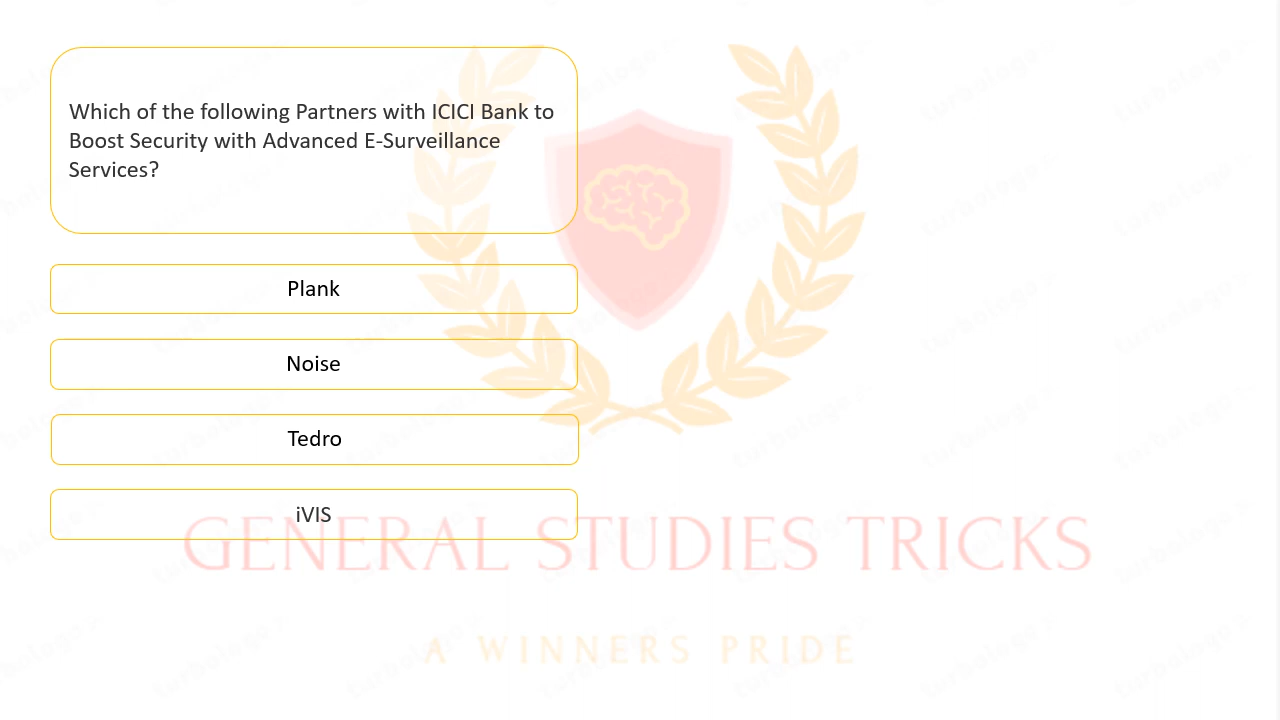 Which of the following Partners with ICICI Bank to
Boost Security with Advanced E-Surveillance
Services?
Plank
Noise
Tedro
iVIS
GENERAL STUDIES TRICKS
A WINNERS PRIDE